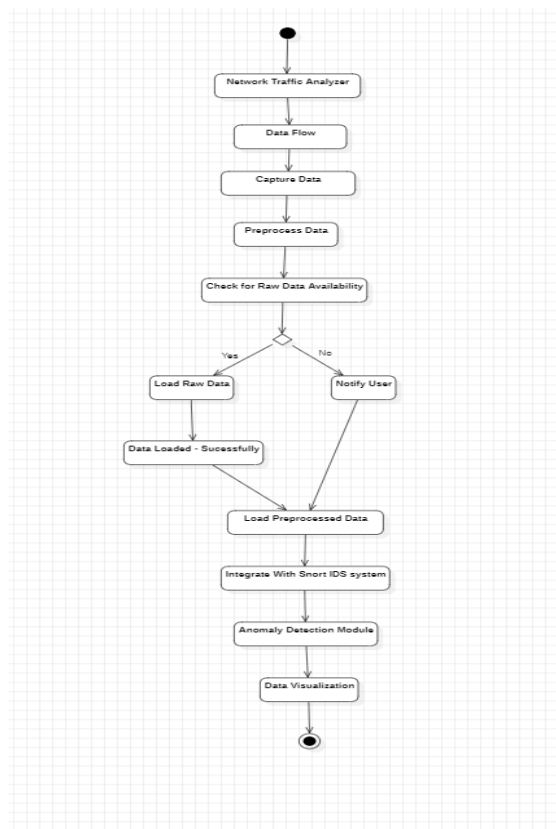 Network Traffic Analyzer
Data Flow
Capture Data
Preprocess Data
Check for Raw Data Availability
Yes
No
Load Raw Data
Notify User
Data Loaded - Sucessfully
Load Preprocessed Data
Integrate With Snort IDS system
Anomaly Detection Module
Data Visualization